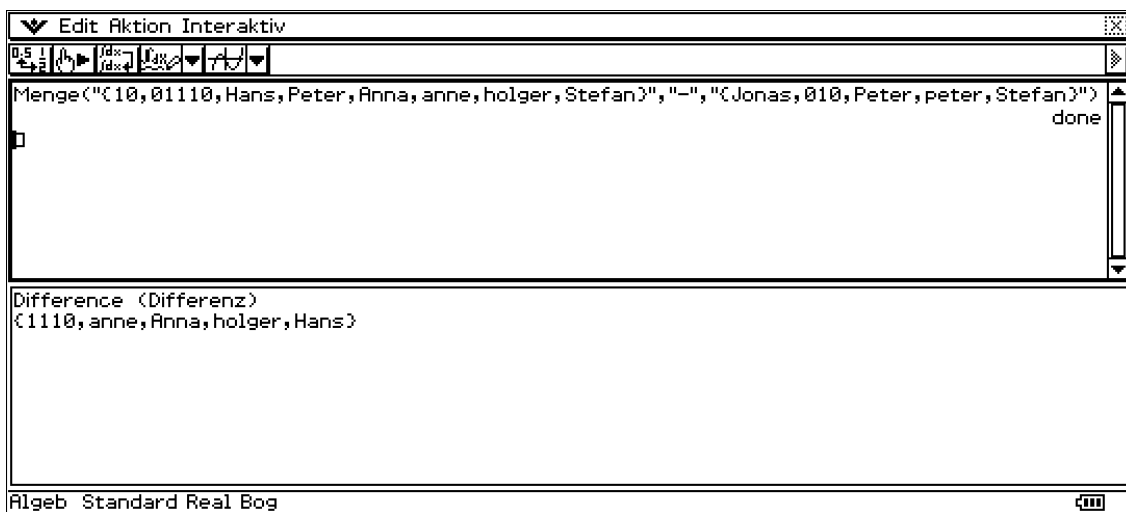 Edit Aktion Interaktiv
Menge("{10,01110,Hans,Peter,Anna,anne,holger,Stefan}","-","{Jonas,010,Peter,peter,Stefan}")
done
Difference (Differenz)
{1110,anne,Anna,holger,Hans}
Algeb Standard Real Bog